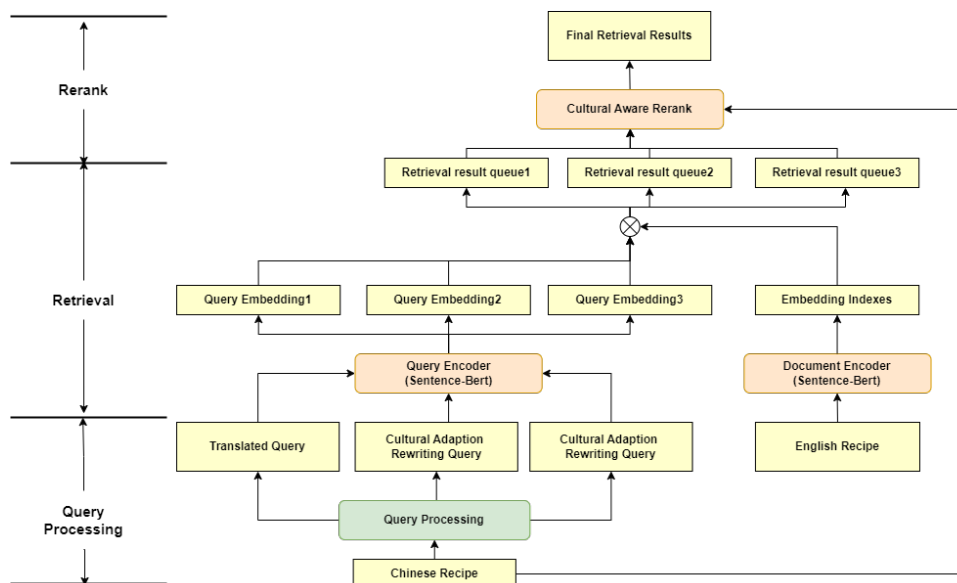 Final Retrieval Results
Rerank
Cultural Aware Rerank
Retrieval result queue1
Retrieval result queue2
Retrieval result queue3
Retrieval
Query Embedding1
Query Embedding2
Query Embedding3
Embedding Indexes
Query Encoder
(Sentence-Bert)
Document Encoder
(Sentence-Bert)
Translated Query
Cultural Adaption
Rewriting Query
Cultural Adaption
Rewriting Query
English Recipe
Query
Processing
Query Processing
Chinese Recipe